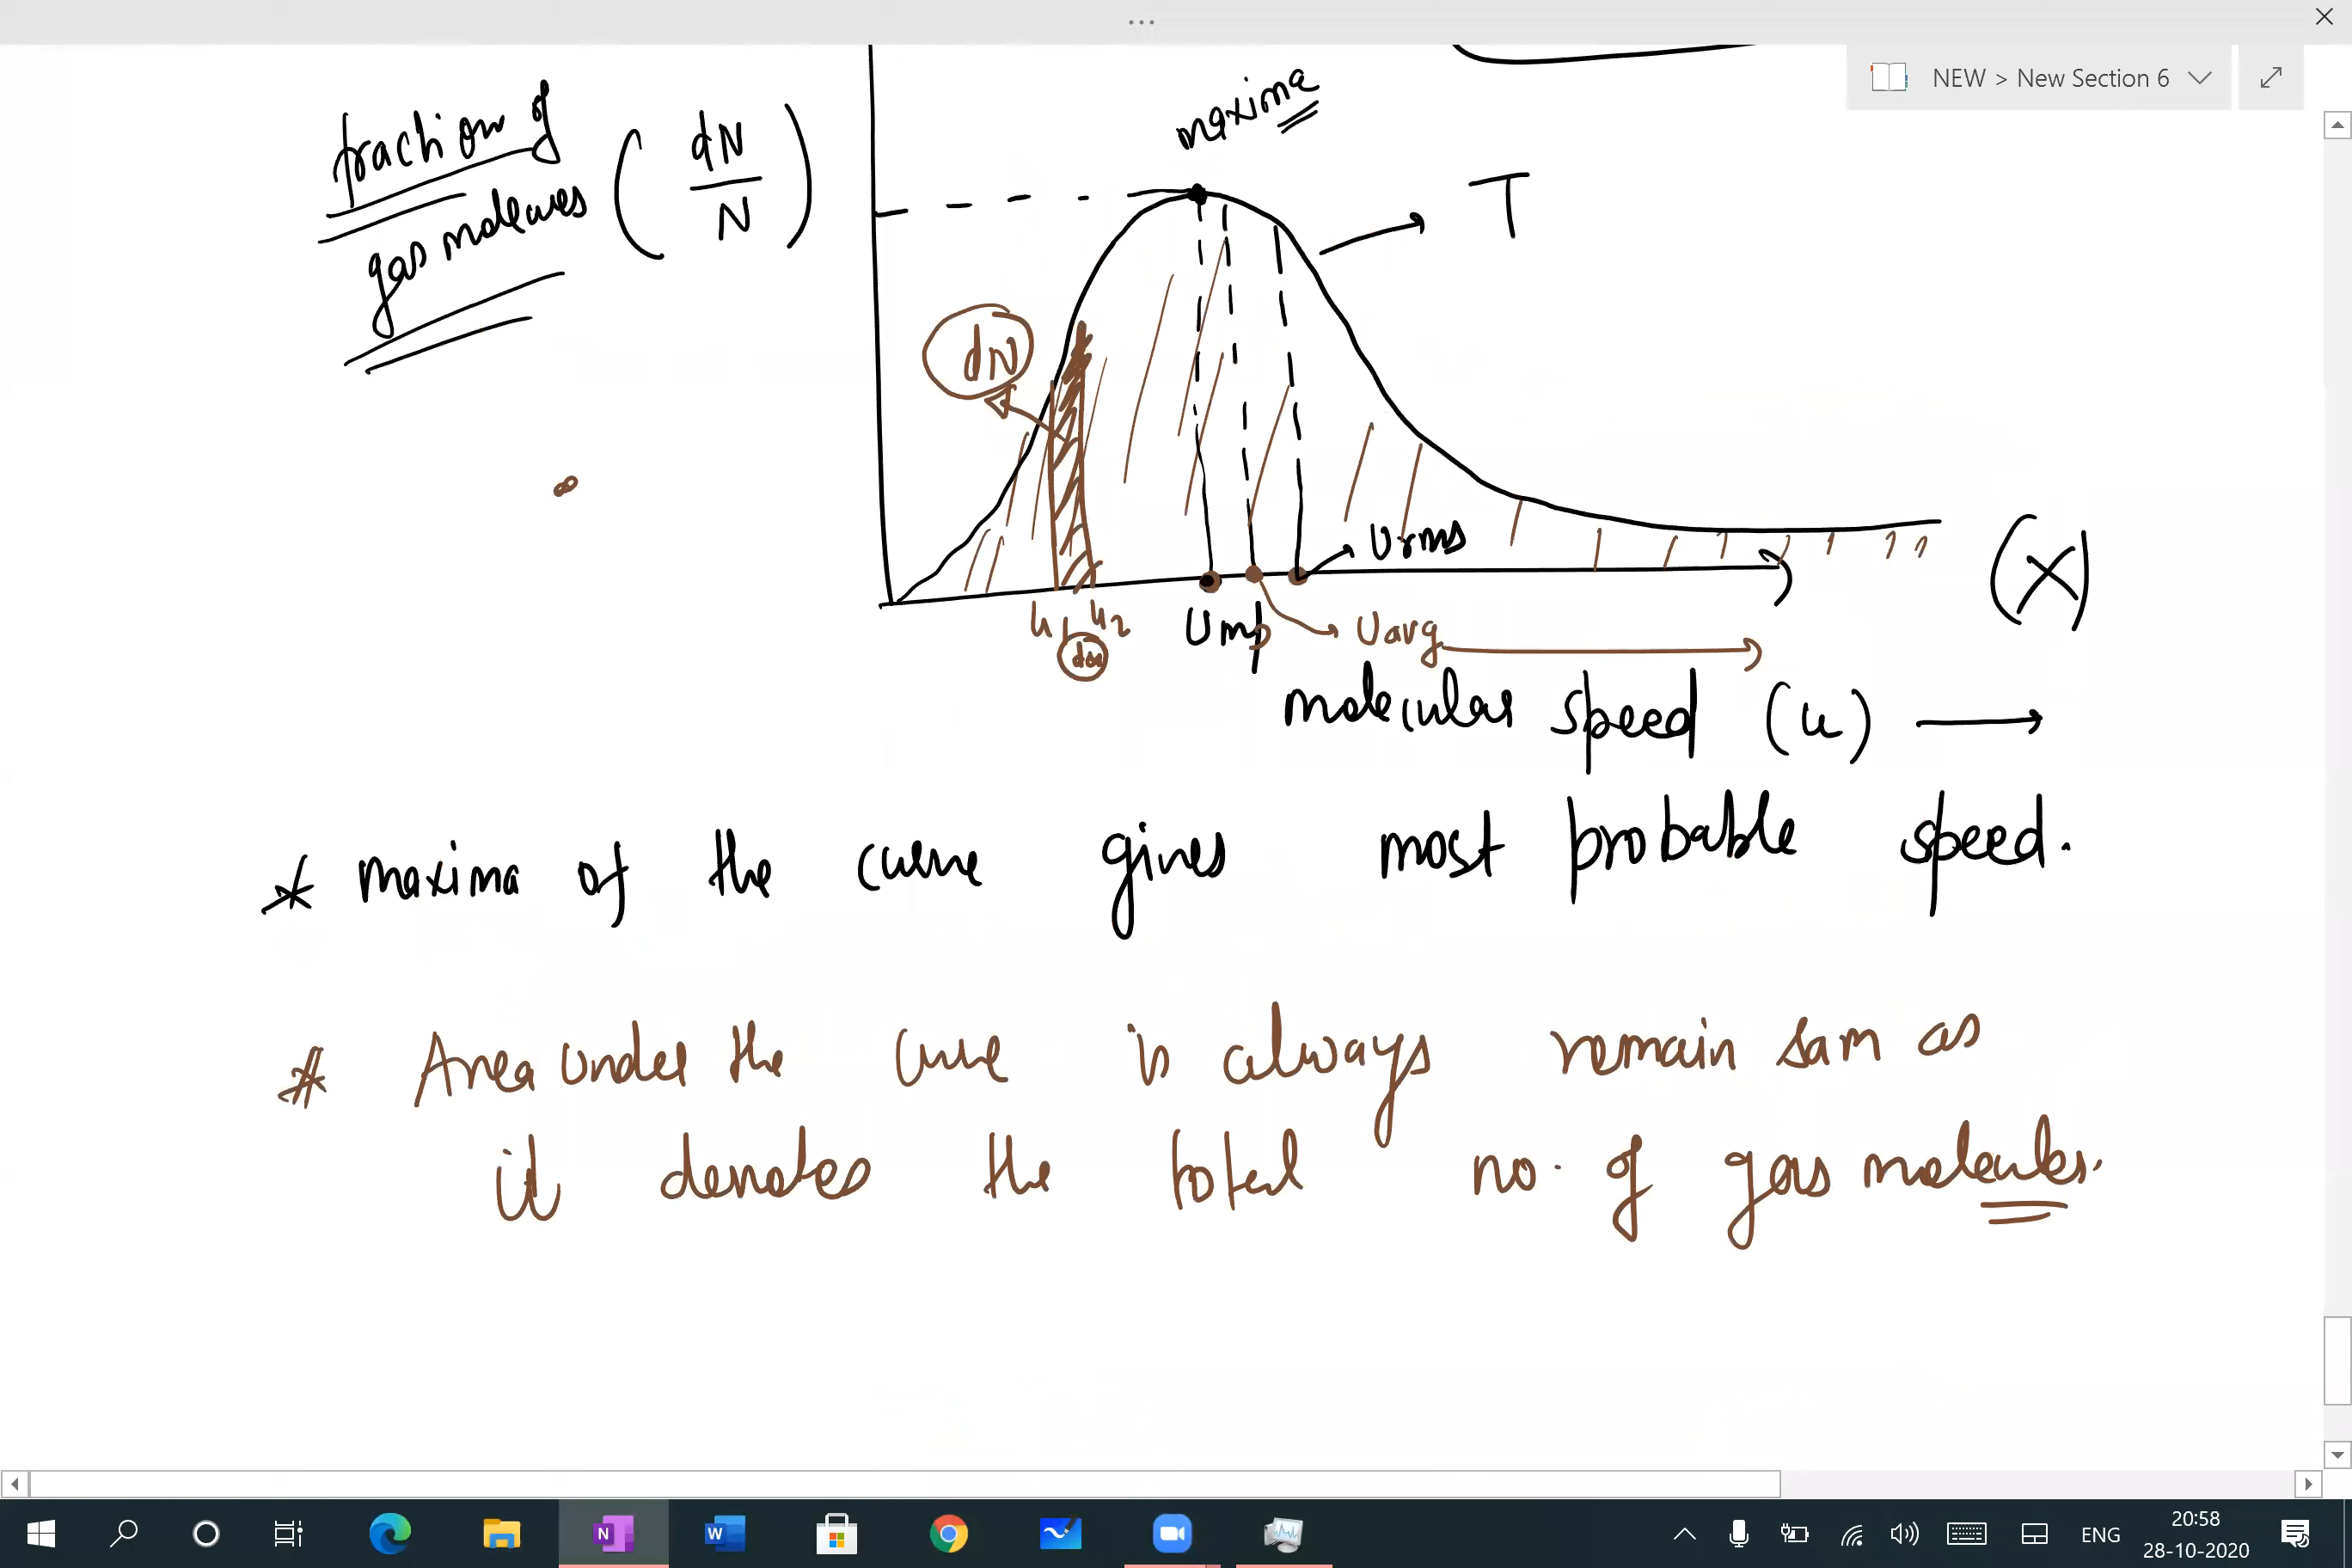 NEW > New Section 6
maxima
fraction of
gas molecules
( dN / N )
T
dN
Urms
(X)
u1 u2
du
Ump
Uavg
molecular speed (u)
* maxima of the curve gives most probable speed.
* Area under the curve is always remain sam as
it denotes the total no. of gas molecules.
ENG
20:58
28-10-2020